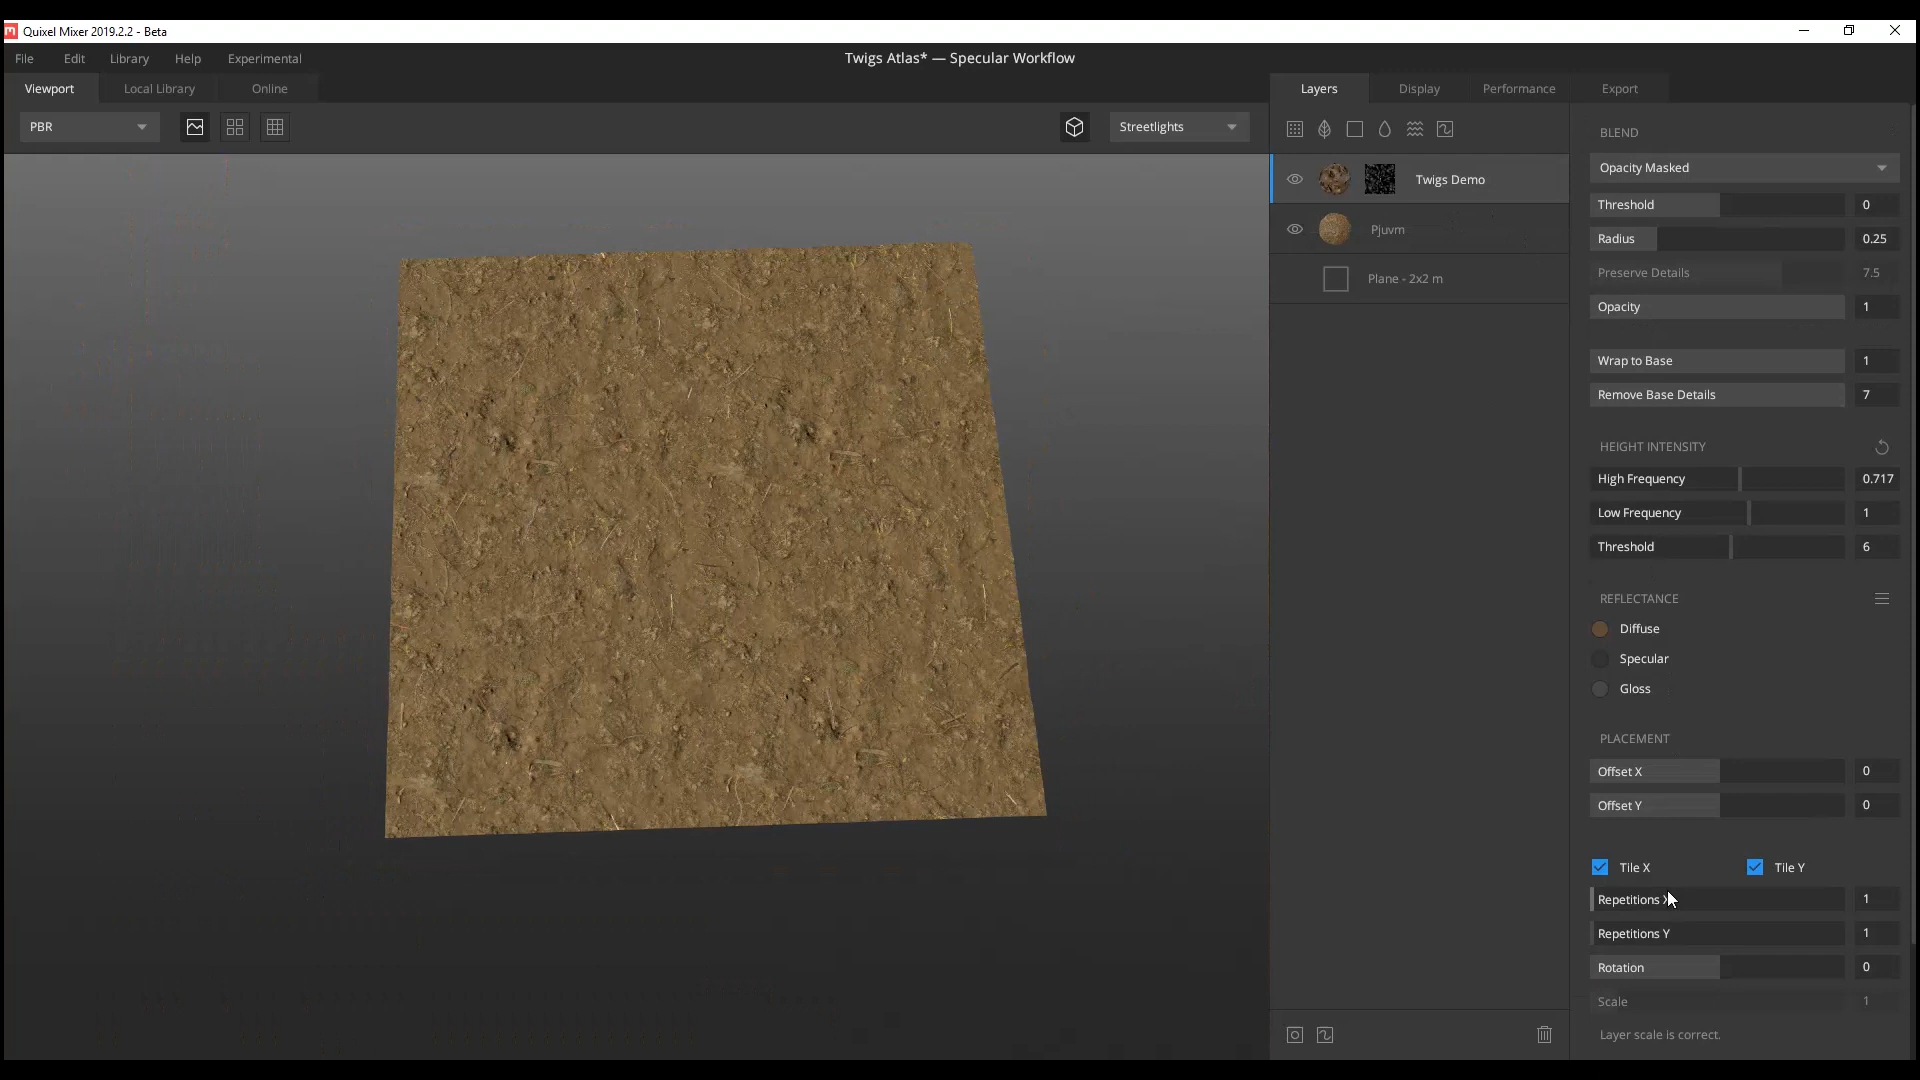 Quixel Mixer 2019.2.2 - Beta
File Edit Library Help Experimental
Twigs Atlas* — Specular Workflow
Viewport Local Library Online
Layers Display Performance Export
PBR
Streetlights
Twigs Demo
Pjuvm
Plane - 2x2 m
BLEND
Opacity Masked
Threshold 0
Radius 0.25
Preserve Details 7.5
Opacity 1
Wrap to Base 1
Remove Base Details 7
HEIGHT INTENSITY
High Frequency 0.717
Low Frequency 1
Threshold 6
REFLECTANCE
Diffuse
Specular
Gloss
PLACEMENT
Offset X 0
Offset Y 0
Tile X Tile Y
Repetitions X 1
Repetitions Y 1
Rotation 0
Scale 1
Layer scale is correct.